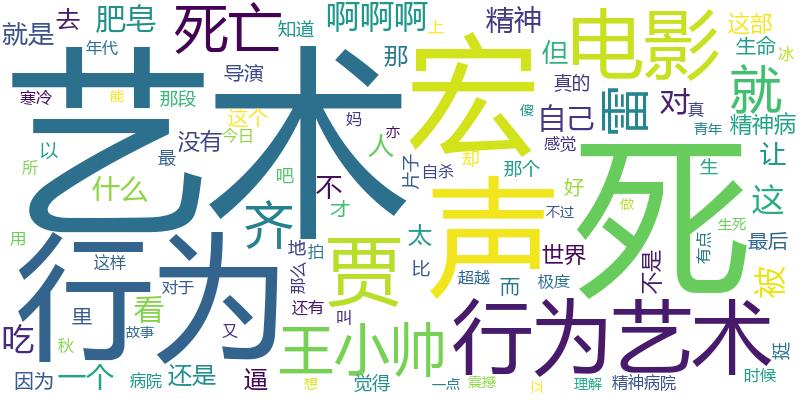 就是
去
肥皂
死亡
啊啊啊
精神
电影
这部
年代
知道
那
上
但
生命
冰
艺术
宏
寒冷
能
那段
导演
真的
雷
对
真
就
这个
妈
傻
自己
青年
精神病
所
以
没有
今日
亦
人
片子
却
那个
感觉
死
让
最
吧
自杀
生
什么
不
才
声
好
做
这
用
齐
贾
太
不过
有点
生死
行为
看
地
拍
比
而
世界
不是
最后
这样
对于
那么
超越
极度
被
里
还有
叫
吃
秋
故事
又
王小帅
行为艺术
挺
因为
一个
病院
还是
逼
想
觉得
一点
震撼
立
理解
精神病院
时候